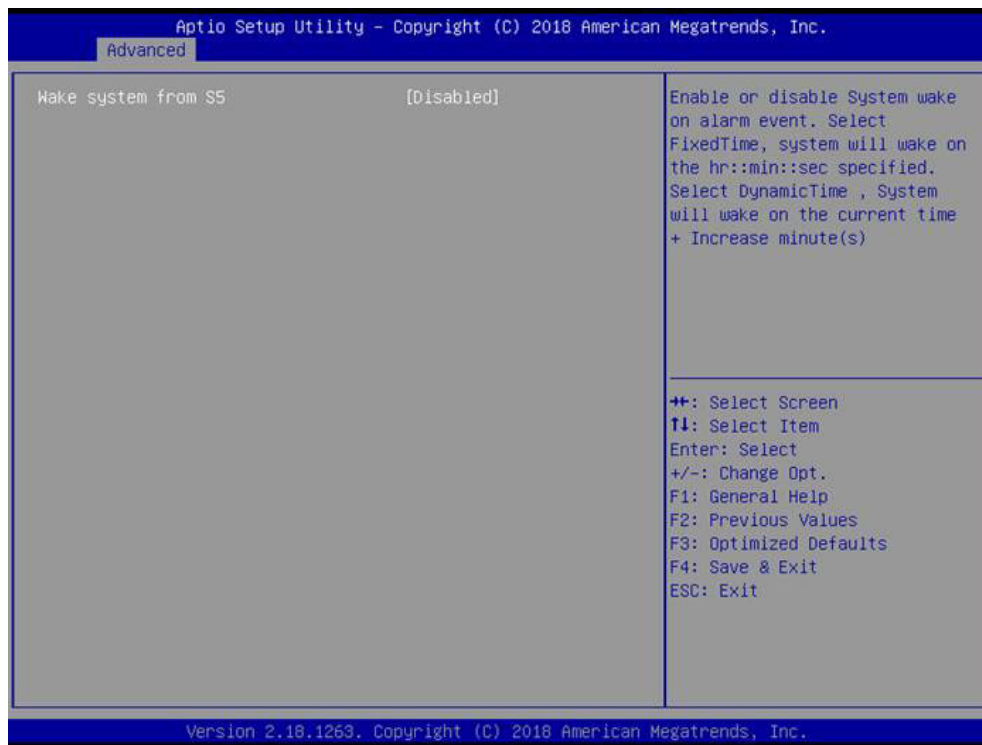 Aptio Setup Utility – Copyright (C) 2018 American Megatrends, Inc.
Advanced
Wake system from S5 [Disabled]
Enable or disable System wake
on alarm event. Select
FixedTime, system will wake on
the hr::min::sec specified.
Select DynamicTime , System
will wake on the current time
+ Increase minute(s)
→←: Select Screen
↑↓: Select Item
Enter: Select
+/-: Change Opt.
F1: General Help
F2: Previous Values
F3: Optimized Defaults
F4: Save & Exit
ESC: Exit
Version 2.18.1263. Copyright (C) 2018 American Megatrends, Inc.